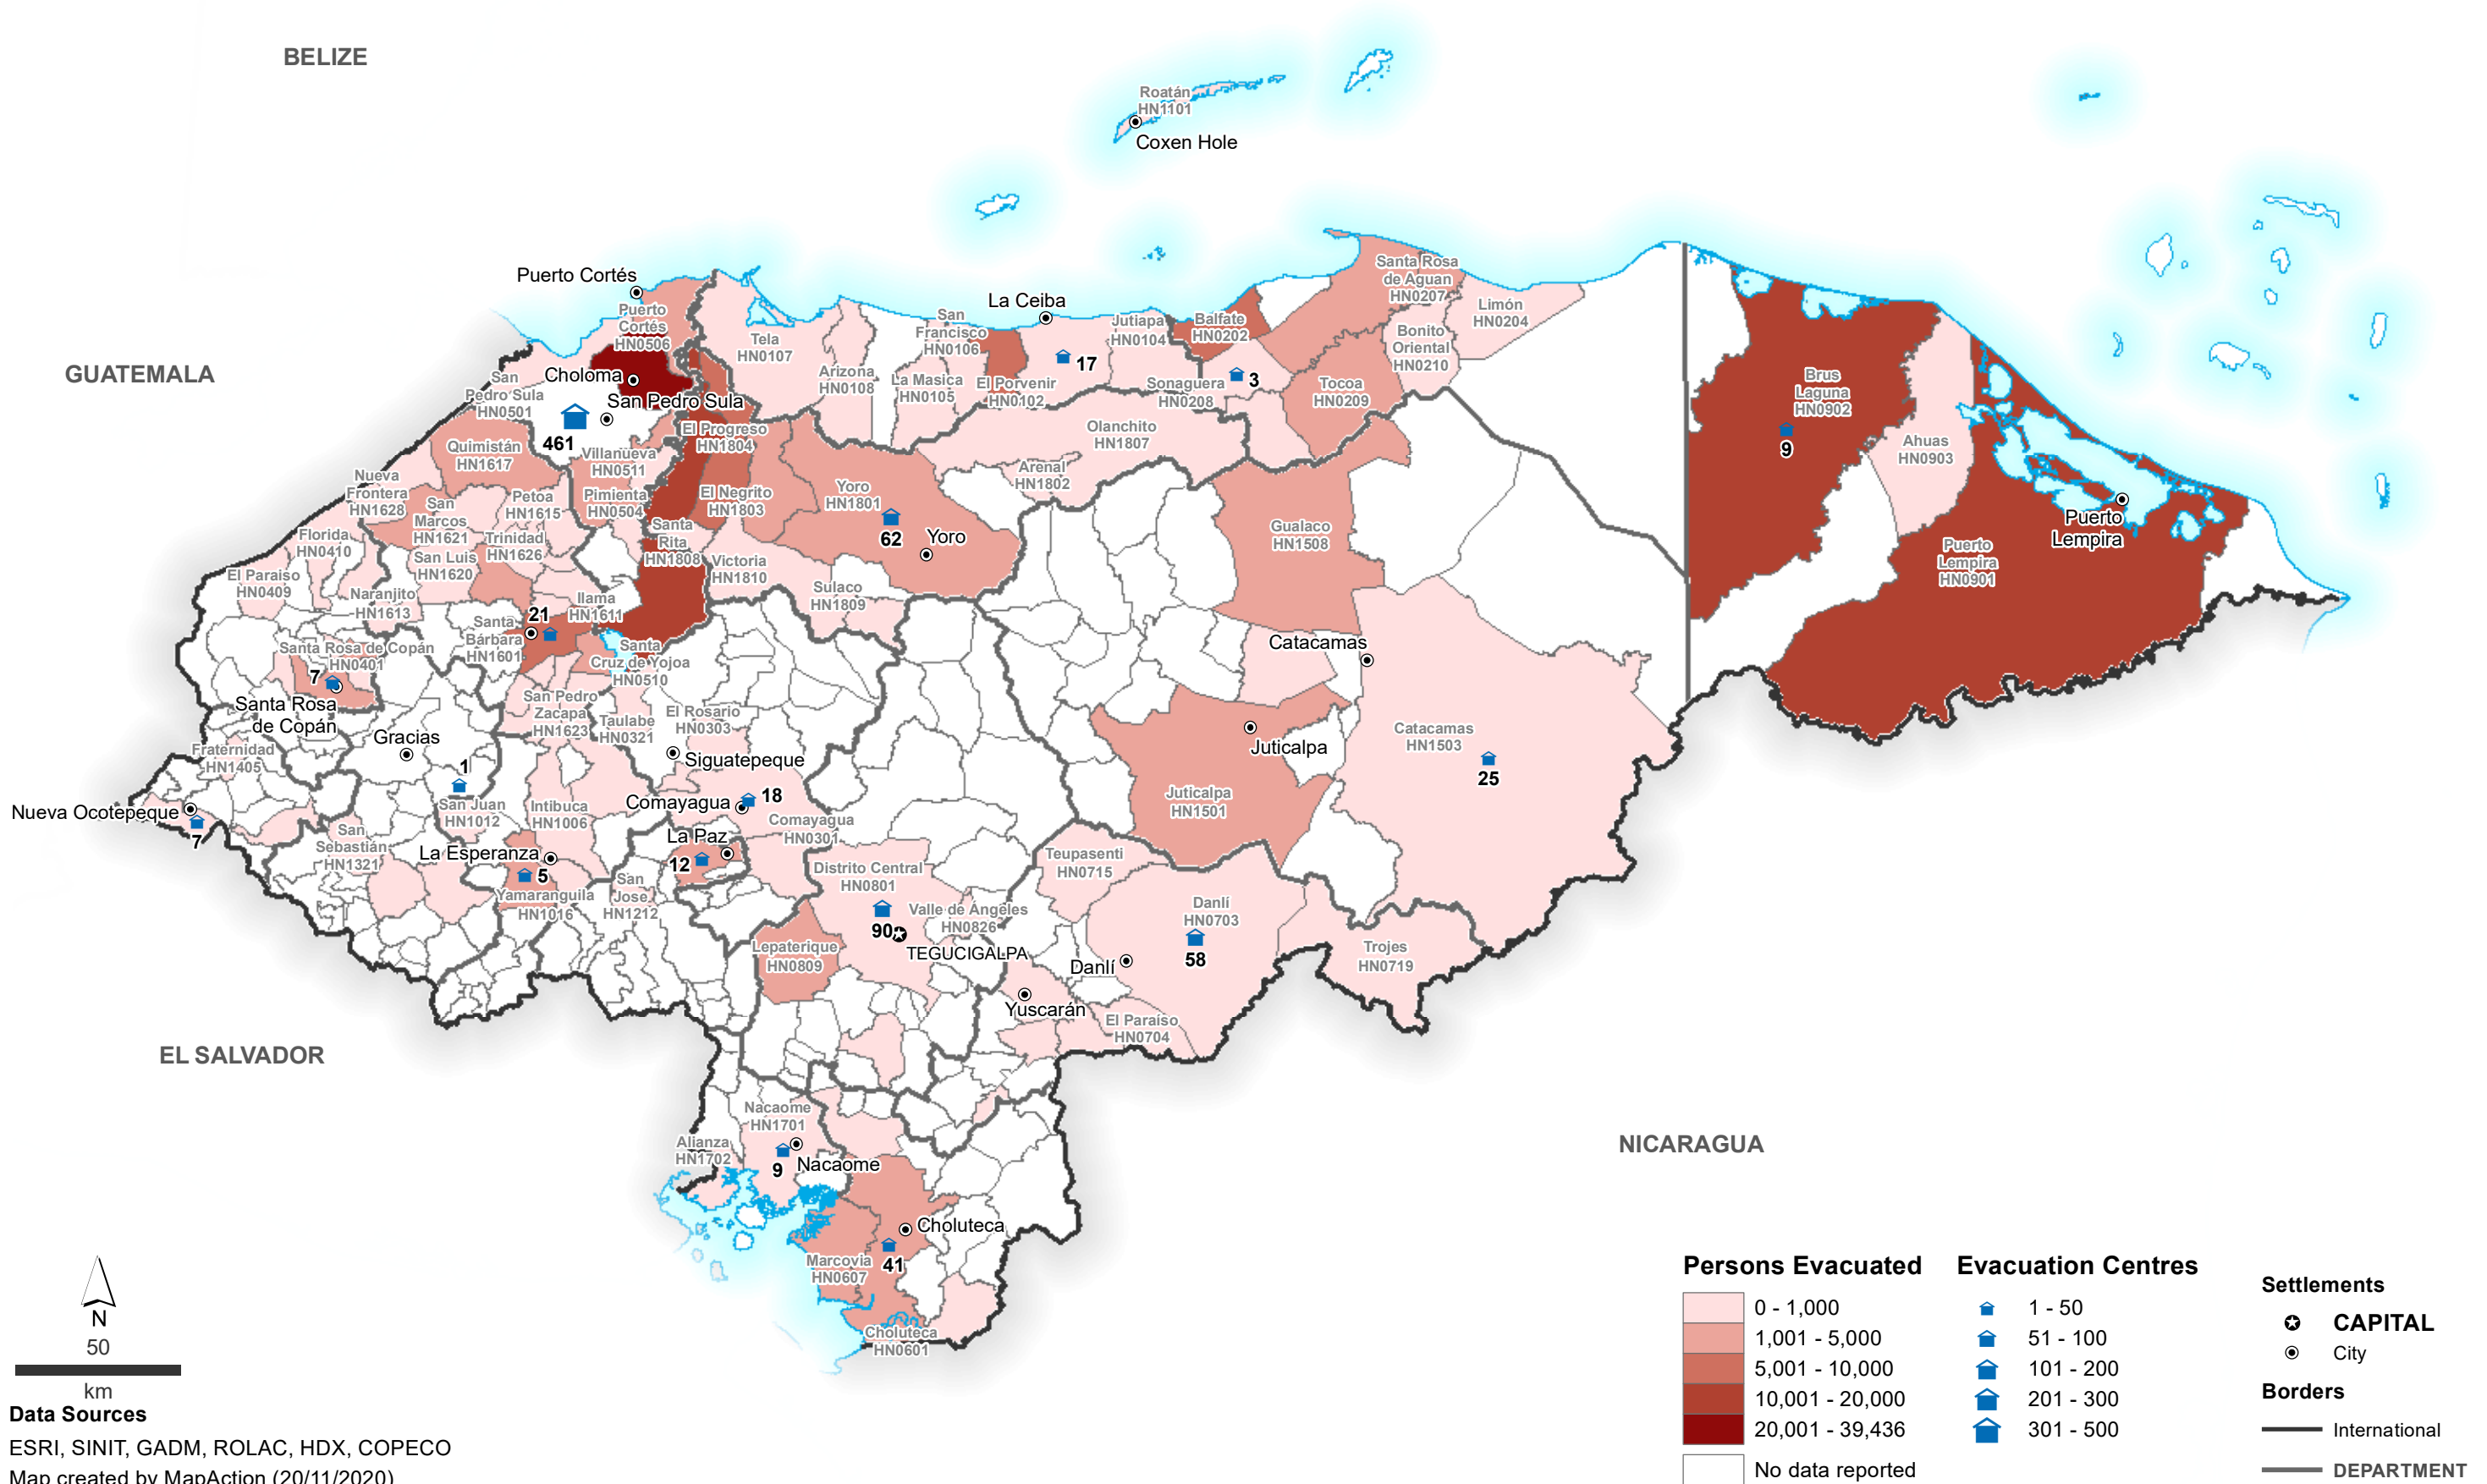 BELIZE
Roatán
HN1101
Coxen Hole
GUATEMALA
Puerto Cortés
Puerto
Cortés
HN0506
Choloma
San
Pedro Sula
HN0501
San Pedro Sula
461
Tela
HN0107
Arizona
HN0108
San
Francisco
HN0106
La Masica
HN0105
El Porvenir
HN0102
La Ceiba
17
Jutiapa
HN0104
Balfate
HN0202
3
Sonaguera
HN0208
Santa Rosa
de Aguan
HN0207
Limón
HN0204
Bonito
Oriental
HN0210
Tocoa
HN0209
Brus
Laguna
HN0902
9
Ahuas
HN0903
Puerto
Lempira
Puerto
Lempira
HN0901
Quimistán
HN1617
Villanueva
HN0511
El Progreso
HN1804
Olanchito
HN1807
Arenal
HN1802
Nueva
Frontera
HN1628
San
Marcos
HN1621
Petoa
HN1615
Pimienta
HN0504
El Negrito
HN1803
Yoro
HN1801
62
Yoro
Gualaco
HN1508
Florida
HN0410
Trinidad
HN1626
San Luis
HN1620
Santa
Rita
HN1808
Victoria
HN1810
Sulaco
HN1809
El Paraiso
HN0409
Naranjito
HN1613
Ilama
HN1611
21
Santa
Bárbara
HN1601
Santa Rosa de Copán
HN0401
7
Santa Rosa
de Copán
Santa
Cruz de Yojoa
HN0510
Catacamas
San Pedro
Zacapa
HN1623
Taulabe
HN0321
El Rosario
HN0303
Gracias
Siguatepeque
Juticalpa
Catacamas
HN1503
25
Fraternidad
HN1405
1
San Juan
HN1012
Intibuca
HN1006
Comayagua
18
Comayagua
HN0301
Juticalpa
HN1501
Nueva Ocotepeque
7
San
Sebastián
HN1321
La Esperanza
5
Yamaranguila
HN1016
La Paz
12
San
Jose
HN1212
Distrito Central
HN0801
90
TEGUCIGALPA
Valle de Angeles
HN0826
Lepaterique
HN0809
Teupasenti
HN0715
Danlí
HN0703
58
Danlí
Trojes
HN0719
Yuscarán
El Paraíso
HN0704
EL SALVADOR
NICARAGUA
Nacaome
HN1701
Alianza
HN1702
9
Nacaome
Choluteca
41
Marcovia
HN0607
Choluteca
HN0601
N
50
km
Data Sources
ESRI, SINIT, GADM, ROLAC, HDX, COPECO
Map created by MapAction (20/11/2020)
Persons Evacuated
0 - 1,000
1,001 - 5,000
5,001 - 10,000
10,001 - 20,000
20,001 - 39,436
No data reported
Evacuation Centres
1 - 50
51 - 100
101 - 200
201 - 300
301 - 500
Settlements
CAPITAL
City
Borders
International
DEPARTMENT